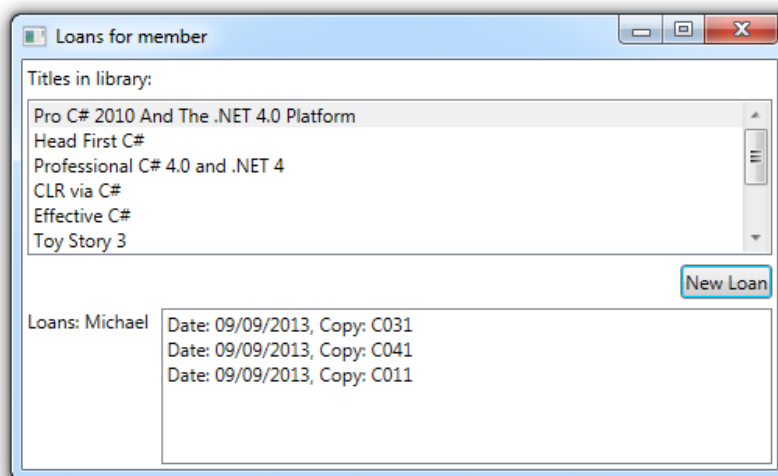 Loans for member
Titles in library:
Pro C# 2010 And The .NET 4.0 Platform
Head First C#
Professional C# 4.0 and .NET 4
CLR via C#
Effective C#
Toy Story 3
New Loan
Loans: Michael
Date: 09/09/2013, Copy: C031
Date: 09/09/2013, Copy: C041
Date: 09/09/2013, Copy: C011